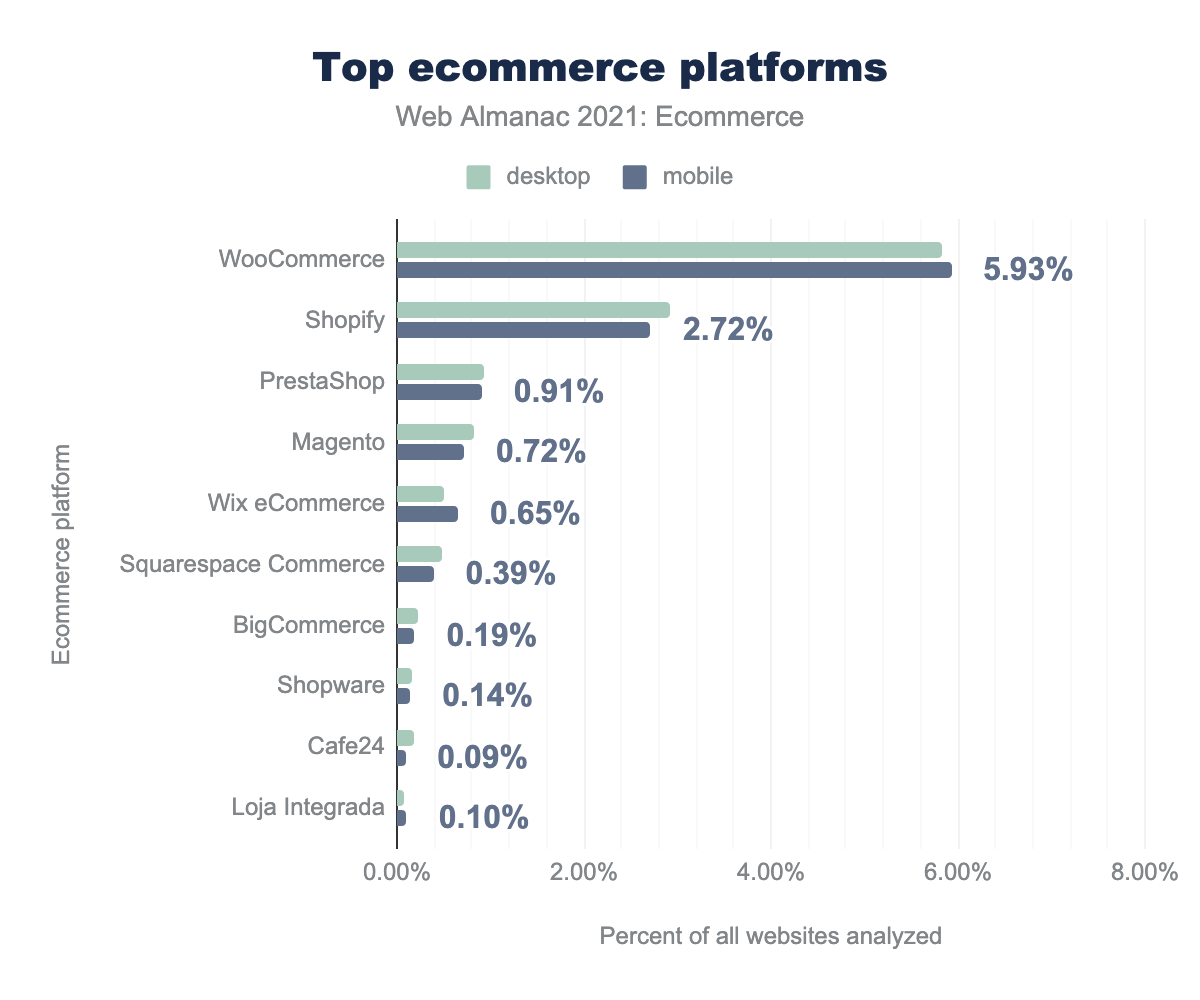 Top ecommerce platforms
Web Almanac 2021: Ecommerce
desktop mobile
WooCommerce 5.93%
Shopify 2.72%
PrestaShop 0.91%
Magento 0.72%
Wix eCommerce 0.65%
Squarespace Commerce 0.39%
BigCommerce 0.19%
Shopware 0.14%
Cafe24 0.09%
Loja Integrada 0.10%
Ecommerce platform
0.00% 2.00% 4.00% 6.00% 8.00%
Percent of all websites analyzed